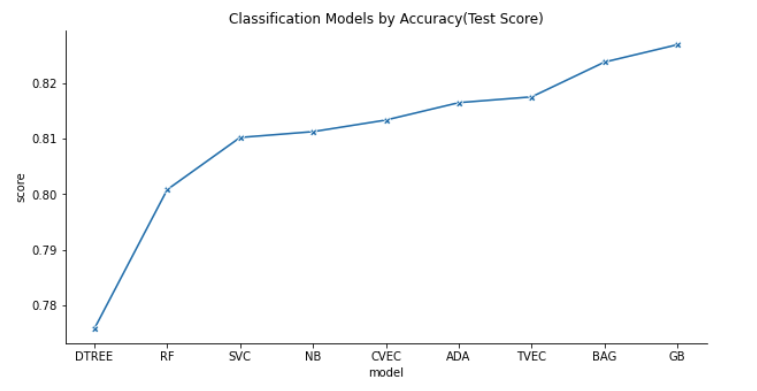 Classification Models by Accuracy(Test Score)
0.82
0.81
0.80
0.79
0.78
score
DTREE RF SVC NB CVEC ADA TVEC BAG GB
model